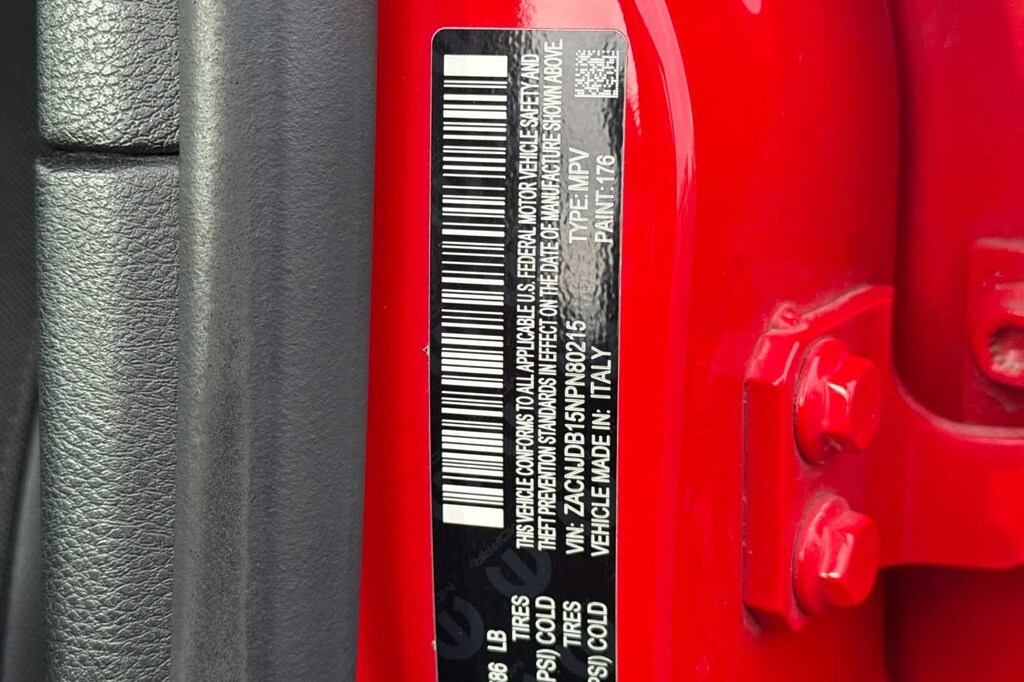 THIS VEHICLE CONFORMS TO ALL APPLICABLE U.S. FEDERAL MOTOR VEHICLE SAFETY AND
THEFT PREVENTION STANDARDS IN EFFECT ON THE DATE OF MANUFACTURE SHOWN ABOVE
VIN: ZACNJDB15NPN80215 TYPE: MPV
VEHICLE MADE IN: ITALY PAINT: 176
LB
TIRES
PSI) COLD
TIRES
PSI) COLD